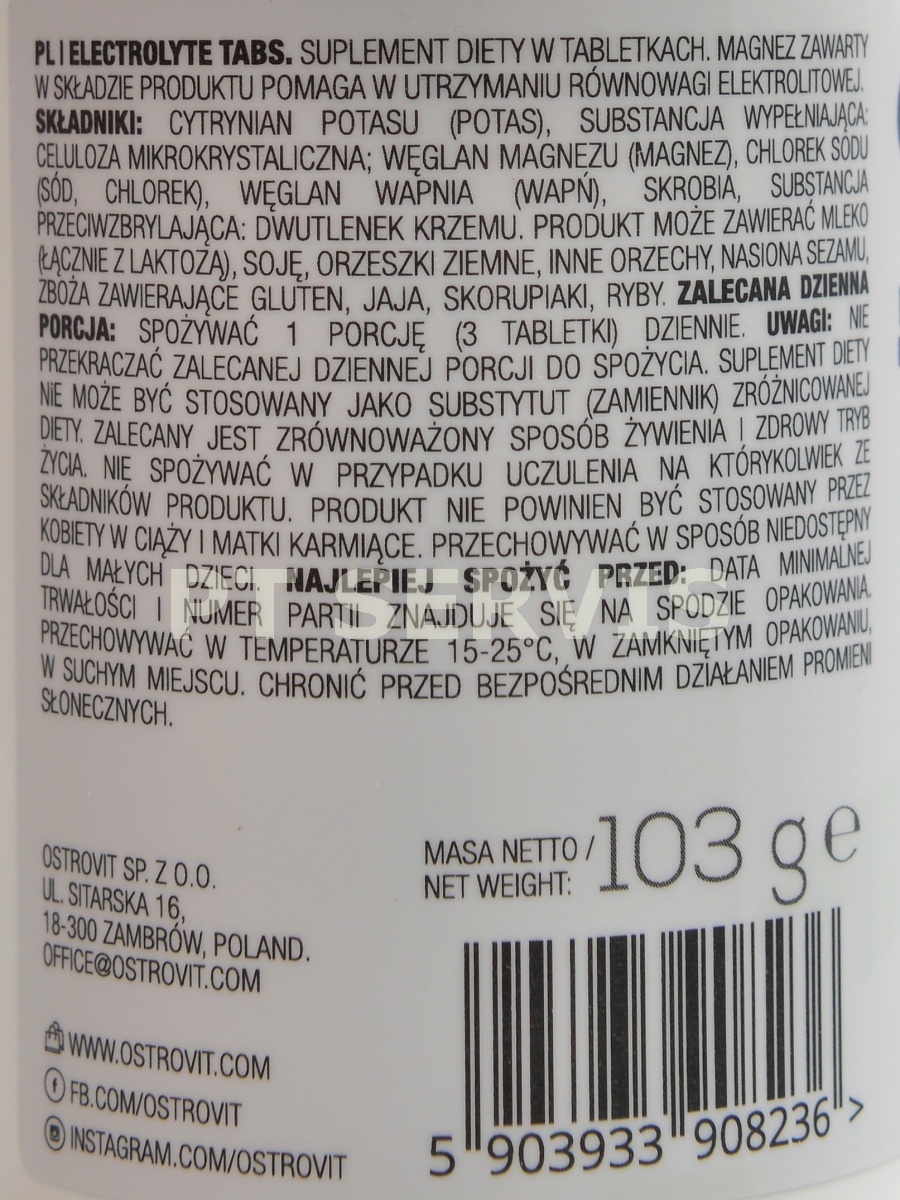 PL | ELECTROLYTE TABS. SUPLEMENT DIETY W TABLETKACH. MAGNEZ ZAWARTY
W SKŁADZIE PRODUKTU POMAGA W UTRZYMANIU RÓWNOWAGI ELEKTROLITOWEJ.
SKŁADNIKI: CYTRYNIAN POTASU (POTAS), SUBSTANCJA WYPEŁNIAJĄCA:
CELULOZA MIKROKRYSTALICZNA; WĘGLAN MAGNEZU (MAGNEZ), CHLOREK SODU
(SÓD, CHLOREK), WĘGLAN WAPNIA (WAPŃ), SKROBIA, SUBSTANCJA
PRZECIWZBRYLAJĄCA: DWUTLENEK KRZEMU. PRODUKT MOŻE ZAWIERAĆ MLEKO
(ŁĄCZNIE Z LAKTOZĄ), SOJĘ, ORZESZKI ZIEMNE, INNE ORZECHY, NASIONA SEZAMU,
ZBOŻA ZAWIERAJĄCE GLUTEN, JAJA, SKORUPIAKI, RYBY. ZALECANA DZIENNA
PORCJA: SPOŻYWAĆ 1 PORCJĘ (3 TABLETKI) DZIENNIE. UWAGI: NIE
PRZEKRACZAĆ ZALECANEJ DZIENNEJ PORCJI DO SPOŻYCIA. SUPLEMENT DIETY
NIE MOŻE BYĆ STOSOWANY JAKO SUBSTYTUT (ZAMIENNIK) ZRÓŻNICOWANEJ
DIETY. ZALECANY JEST ZRÓWNOWAŻONY SPOSÓB ŻYWIENIA I ZDROWY TRYB
ŻYCIA. NIE SPOŻYWAĆ W PRZYPADKU UCZULENIA NA KTÓRYKOLWIEK ZE
SKŁADNIKÓW PRODUKTU. PRODUKT NIE POWINIEN BYĆ STOSOWANY PRZEZ
KOBIETY W CIĄŻY I MATKI KARMIĄCE. PRZECHOWYWAĆ W SPOSÓB NIEDOSTĘPNY
DLA MAŁYCH DZIECI. NAJLEPIEJ SPOŻYĆ PRZED: DATA MINIMALNEJ
TRWAŁOŚCI I NUMER PARTII ZNAJDUJE SIĘ NA SPODZIE OPAKOWANIA.
PRZECHOWYWAĆ W TEMPERATURZE 15-25°C, W ZAMKNIĘTYM OPAKOWANIU,
W SUCHYM MIEJSCU. CHRONIĆ PRZED BEZPOŚREDNIM DZIAŁANIEM PROMIENI
SŁONECZNYCH.
PT SERVIS
OSTROVIT SP. Z O.O.
UL. SITARSKA 16,
18-300 ZAMBRÓW, POLAND.
OFFICE@OSTROVIT.COM
WWW.OSTROVIT.COM
FB.COM/OSTROVIT
INSTAGRAM.COM/OSTROVIT
MASA NETTO /
NET WEIGHT: 103 g e
5 903933 908236 >